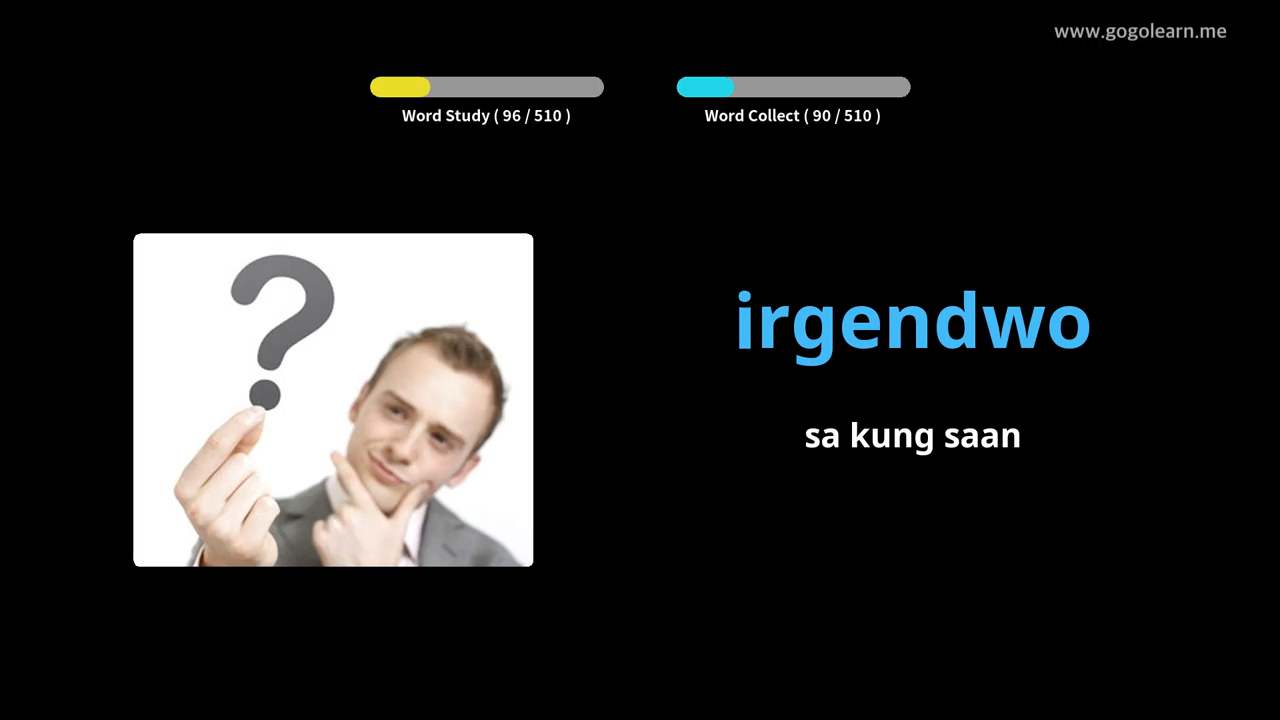 www.gogolearn.me
Word Study ( 96 / 510 )
Word Collect ( 90 / 510 )
irgendwo
sa kung saan